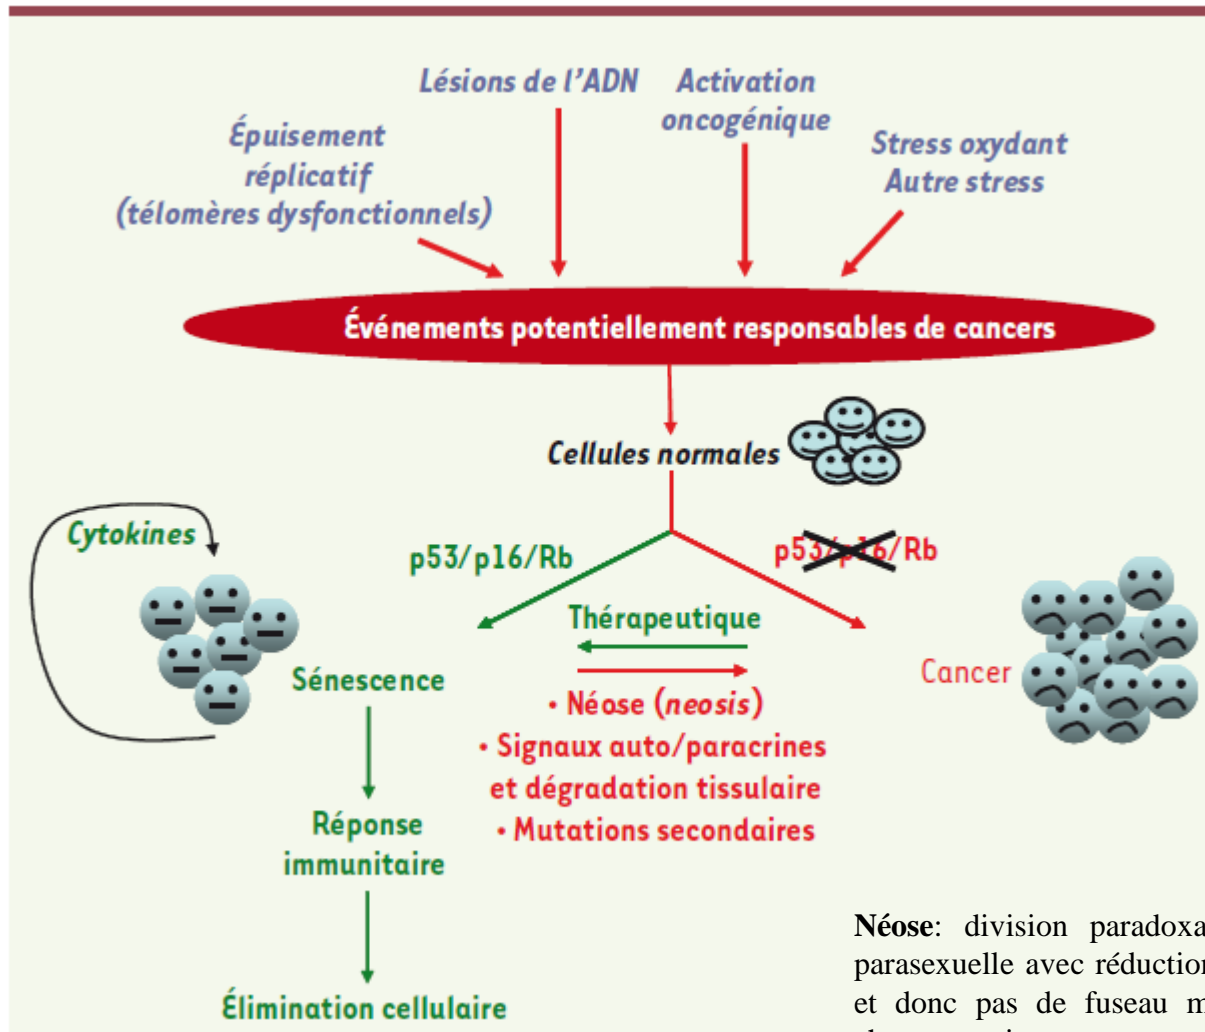 Lésions de l'ADN
Activation
oncogénique
Épuisement
réplicatif
(télomères dysfonctionnels)
Stress oxydant
Autre stress
Événements potentiellement responsables de cancers
Cellules normales
Cytokines
p53/p16/Rb
p53/p16/Rb
Thérapeutique
Sénescence
Cancer
• Néose (neosis)
• Signaux auto/paracrines
et dégradation tissulaire
• Mutations secondaires
Réponse
immunitaire
Élimination cellulaire
Néose: division paradoxa
parasexuelle avec réduction
et donc pas de fuseau m